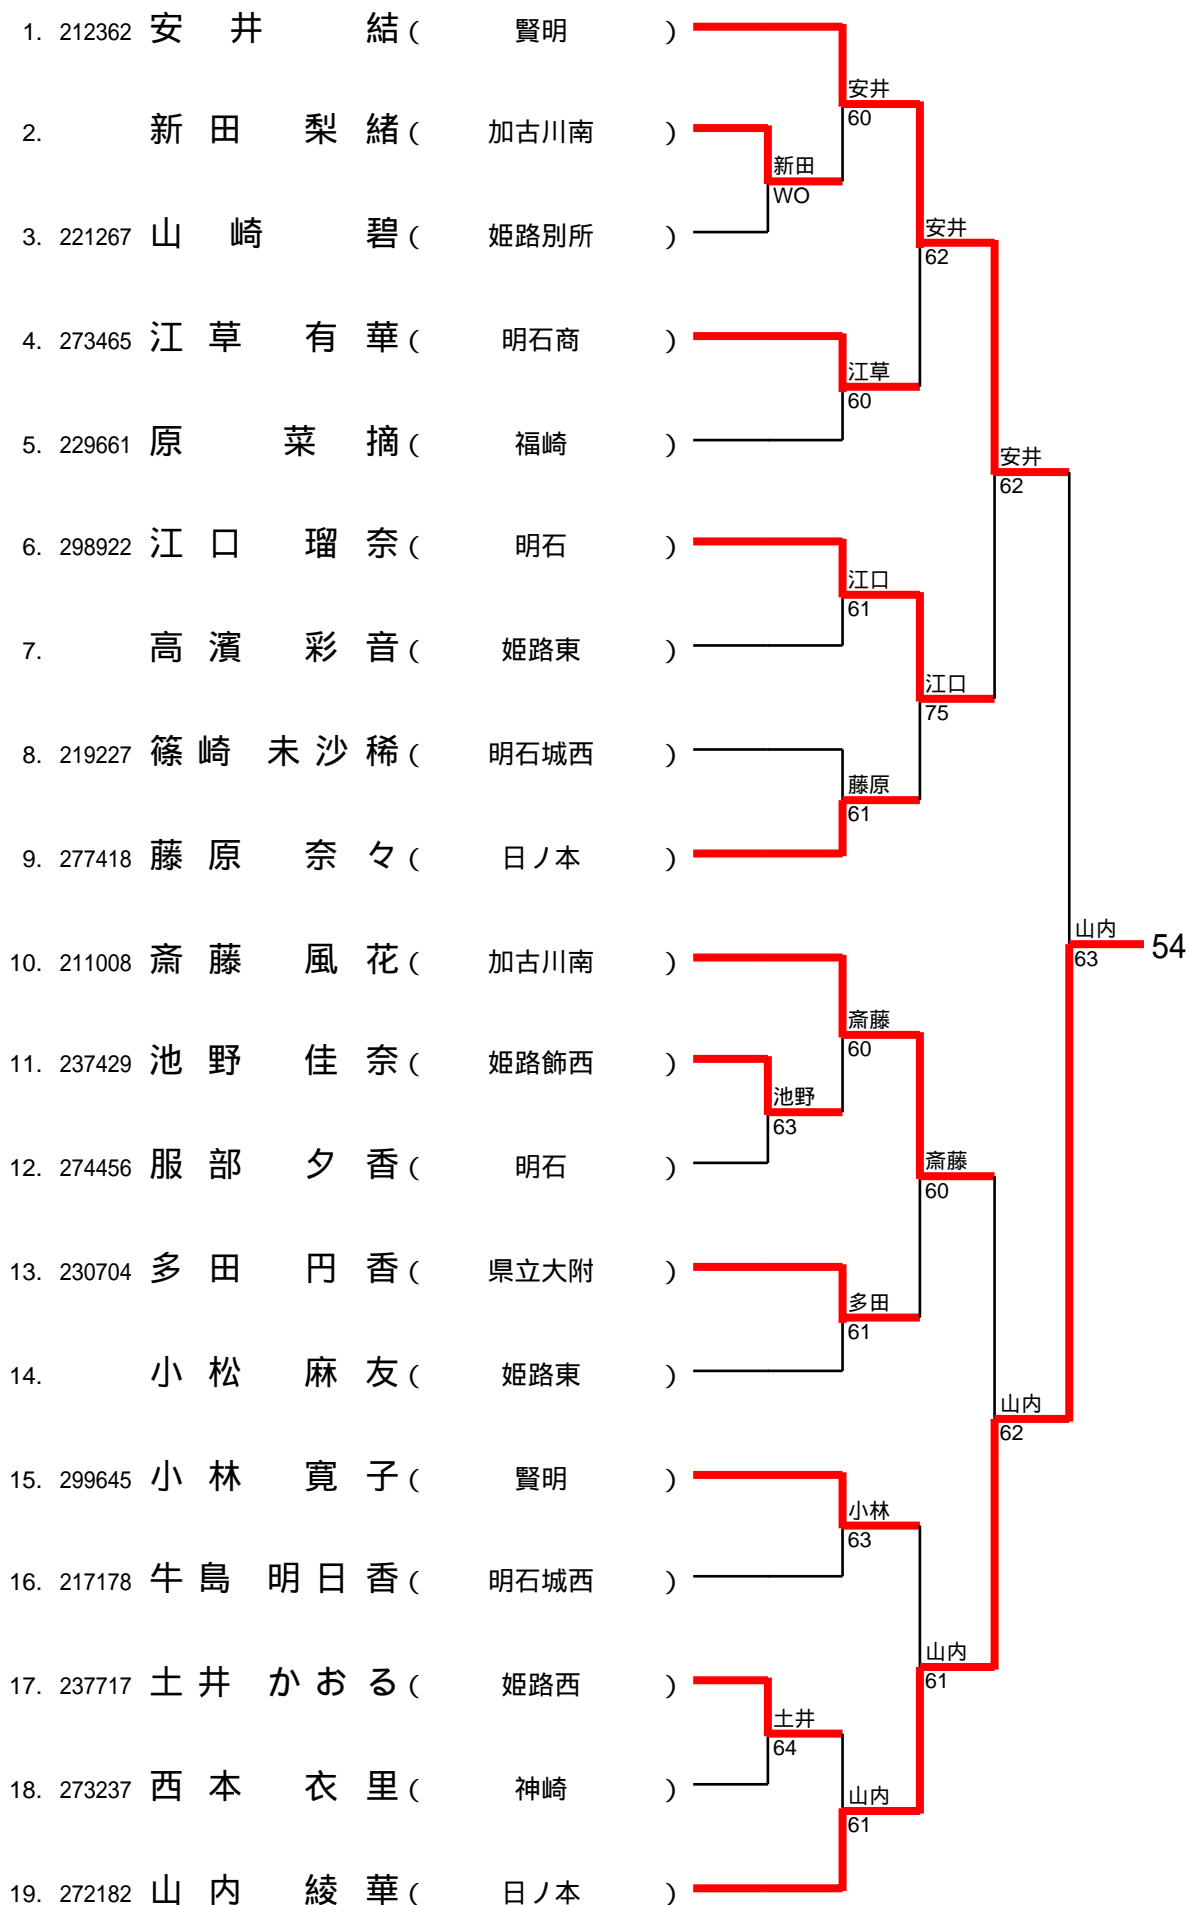 1. 212362 安井 結 ( 賢明 )
安井
60
2. 新田 梨緒 ( 加古川南 )
新田
WO
3. 221267 山崎 碧 ( 姫路別所 )
安井
62
4. 273465 江草 有華 ( 明石商 )
江草
60
5. 229661 原 菜摘 ( 福崎 )
安井
62
6. 298922 江口 瑠奈 ( 明石 )
江口
61
7. 高濱 彩音 ( 姫路東 )
江口
75
8. 219227 篠崎 未沙稀 ( 明石城西 )
藤原
61
9. 277418 藤原 奈々 ( 日ノ本 )
山内
63
54
10. 211008 斎藤 風花 ( 加古川南 )
斎藤
60
11. 237429 池野 佳奈 ( 姫路飾西 )
池野
63
12. 274456 服部 夕香 ( 明石 )
斎藤
60
13. 230704 多田 円香 ( 県立大附 )
多田
61
14. 小松 麻友 ( 姫路東 )
山内
62
15. 299645 小林 寛子 ( 賢明 )
小林
63
16. 217178 牛島 明日香 ( 明石城西 )
山内
61
17. 237717 土井 かおる ( 姫路西 )
土井
64
18. 273237 西本 衣里 ( 神崎 )
山内
61
19. 272182 山内 綾華 ( 日ノ本 )